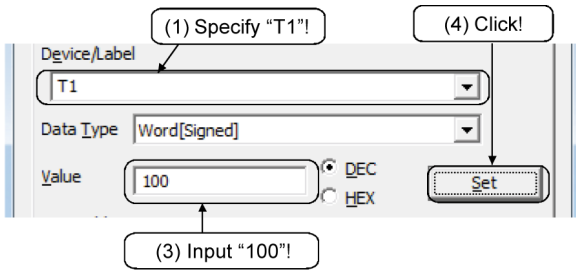 (1) Specify “T1”!
(4) Click!
Device/Label
T1
Data Type Word[Signed]
Value 100 DEC
HEX
Set
(3) Input “100”!